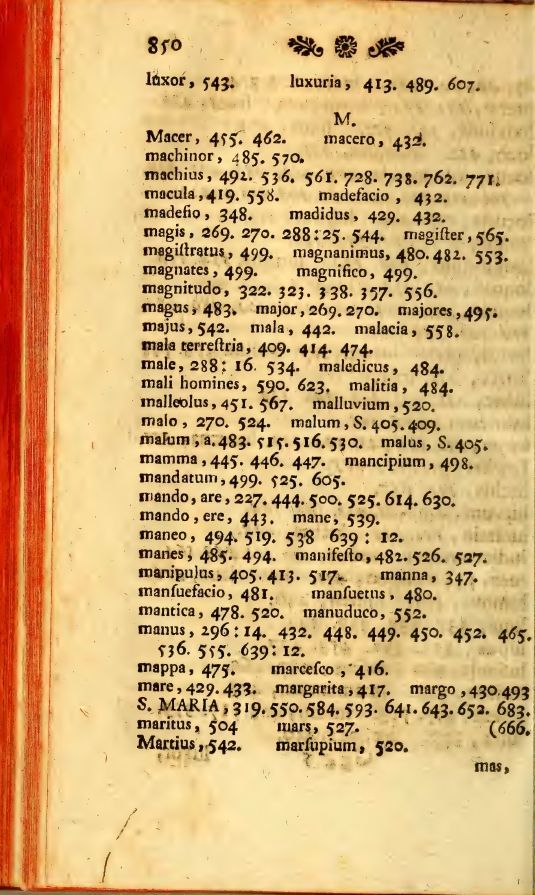 850
luxor, 543. luxuria, 413. 489. 607.
M.
Macer, 455. 462. macero, 432.
machinor, 485. 570.
machius, 492. 536. 561. 728. 738. 762. 771.
macula, 419. 558. madefacio, 432.
madefio, 348. madidus, 429. 432.
magis, 269. 270. 288:25. 544. magiſter, 565.
magiſtratus, 499. magnanimus, 480. 482. 553.
magnates, 499. magnifico, 499.
magnitudo, 322. 323. 338. 357. 556.
magus, 483. major, 269. 270. majores, 495.
majus, 542. mala, 442. malacia, 558.
mala terreſtria, 409. 414. 474.
male, 288: 16. 534. maledicus, 484.
mali homines, 590. 623. malitia, 484.
malleolus, 451. 567. malluvium, 520.
malo, 270. 524. malum, S. 405. 409.
malum, a. 483. 515. 516. 530. malus, S. 405.
mamma, 445. 446. 447. mancipium, 498.
mandatum, 499. 525. 605.
mando, are, 227. 444. 500. 525. 614. 630.
mando, ere, 443. mane, 539.
maneo, 494. 519. 538 639: 12.
manes, 485. 494. manifeſto, 482. 526. 527.
manipulus, 405. 413. 517. manna, 347.
manſuefacio, 481. manſuetus, 480.
mantica, 478. 520. manuduco, 552.
manus, 296:14. 432. 448. 449. 450. 452. 465.
536. 555. 639: 12.
mappa, 475. marceſco, 416.
mare, 429. 433. margarita, 417. margo, 430. 493
S. MARIA, 319. 550. 584. 593. 641. 643. 652. 683.
maritus, 504 mars, 527. (666.
Martius, 542. marſupium, 520.
mas,